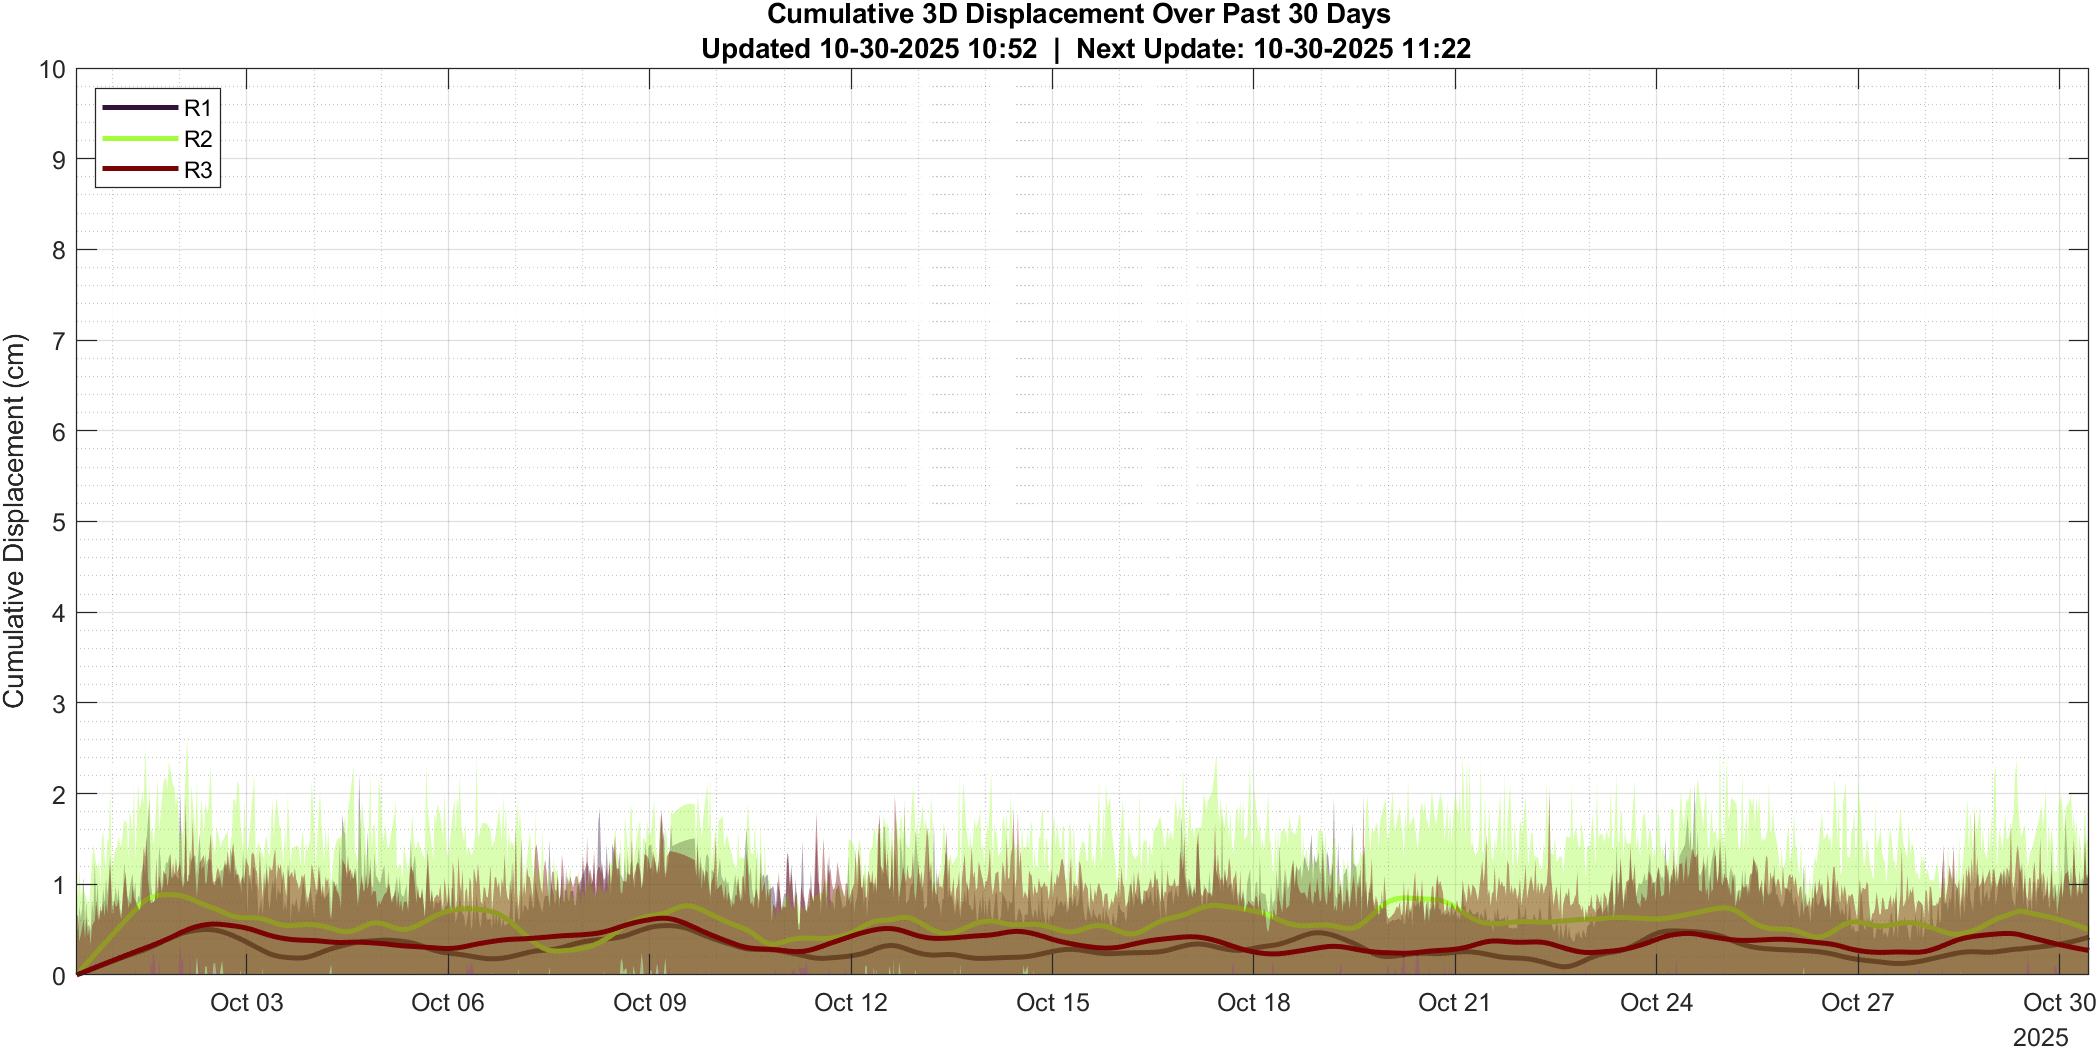 Cumulative 3D Displacement Over Past 30 Days
Updated 10-30-2025 10:52 | Next Update: 10-30-2025 11:22
R1
R2
R3
Cumulative Displacement (cm)
10
9
8
7
6
5
4
3
2
1
0
Oct 03 Oct 06 Oct 09 Oct 12 Oct 15 Oct 18 Oct 21 Oct 24 Oct 27 Oct 30
2025